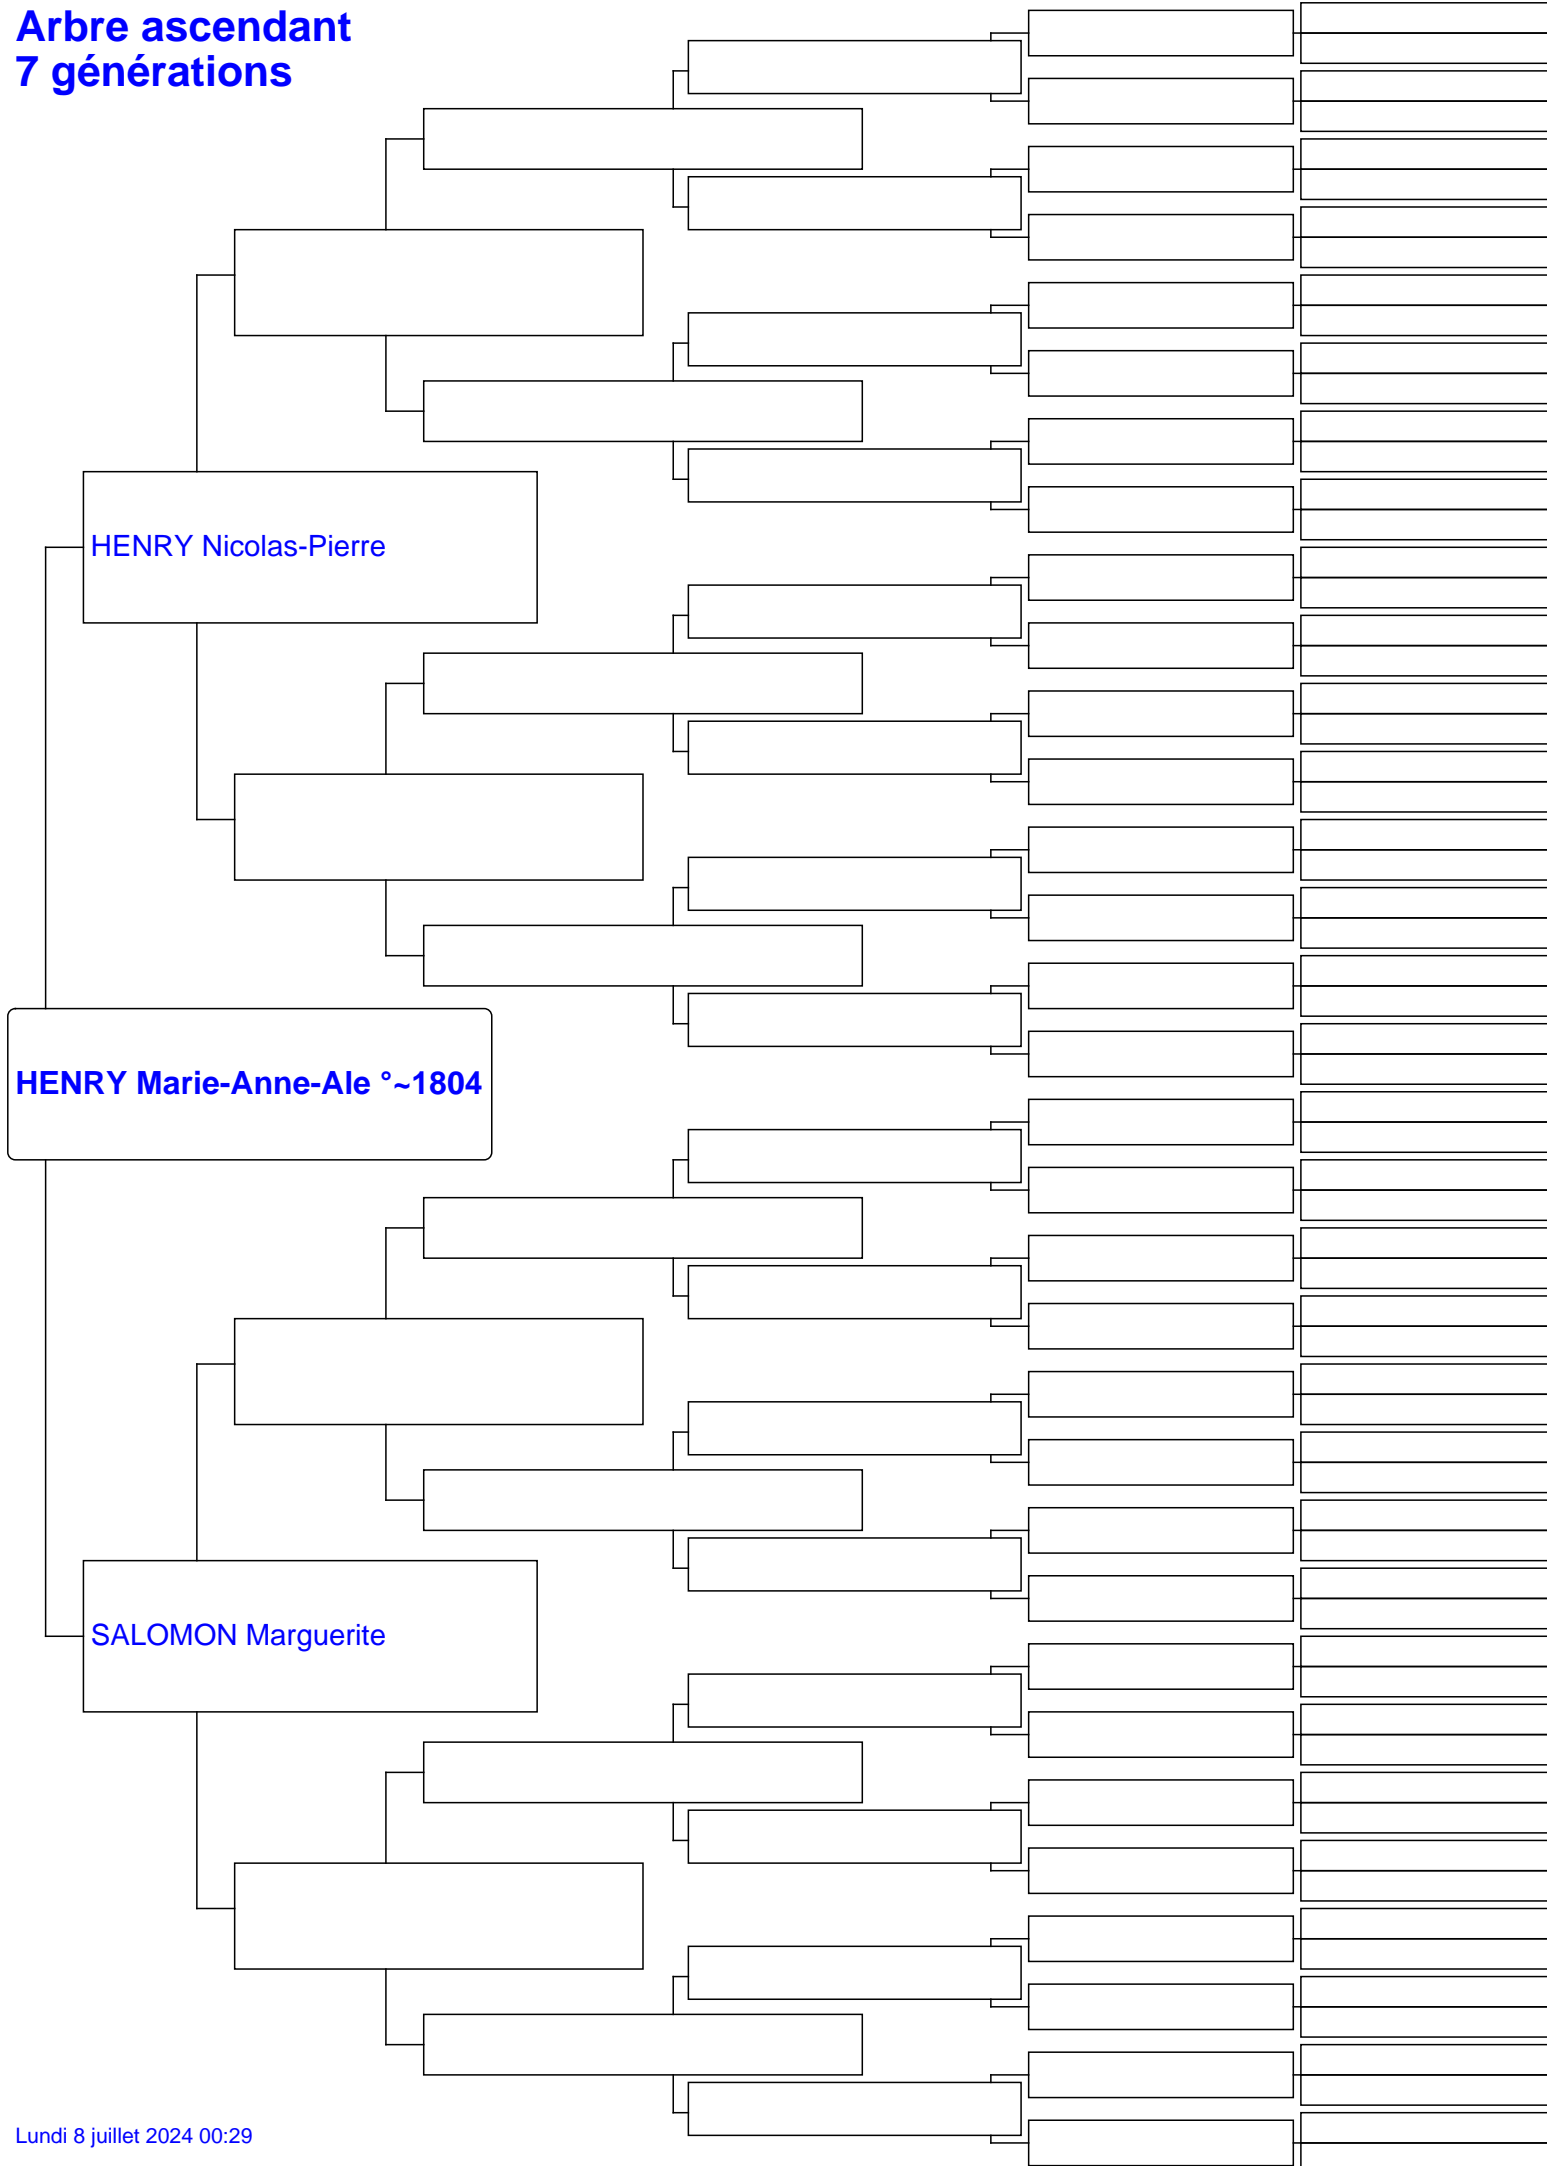 Arbre ascendant
7 générations
HENRY Nicolas-Pierre
HENRY Marie-Anne-Ale °~1804
SALOMON Marguerite
Lundi 8 juillet 2024 00:29